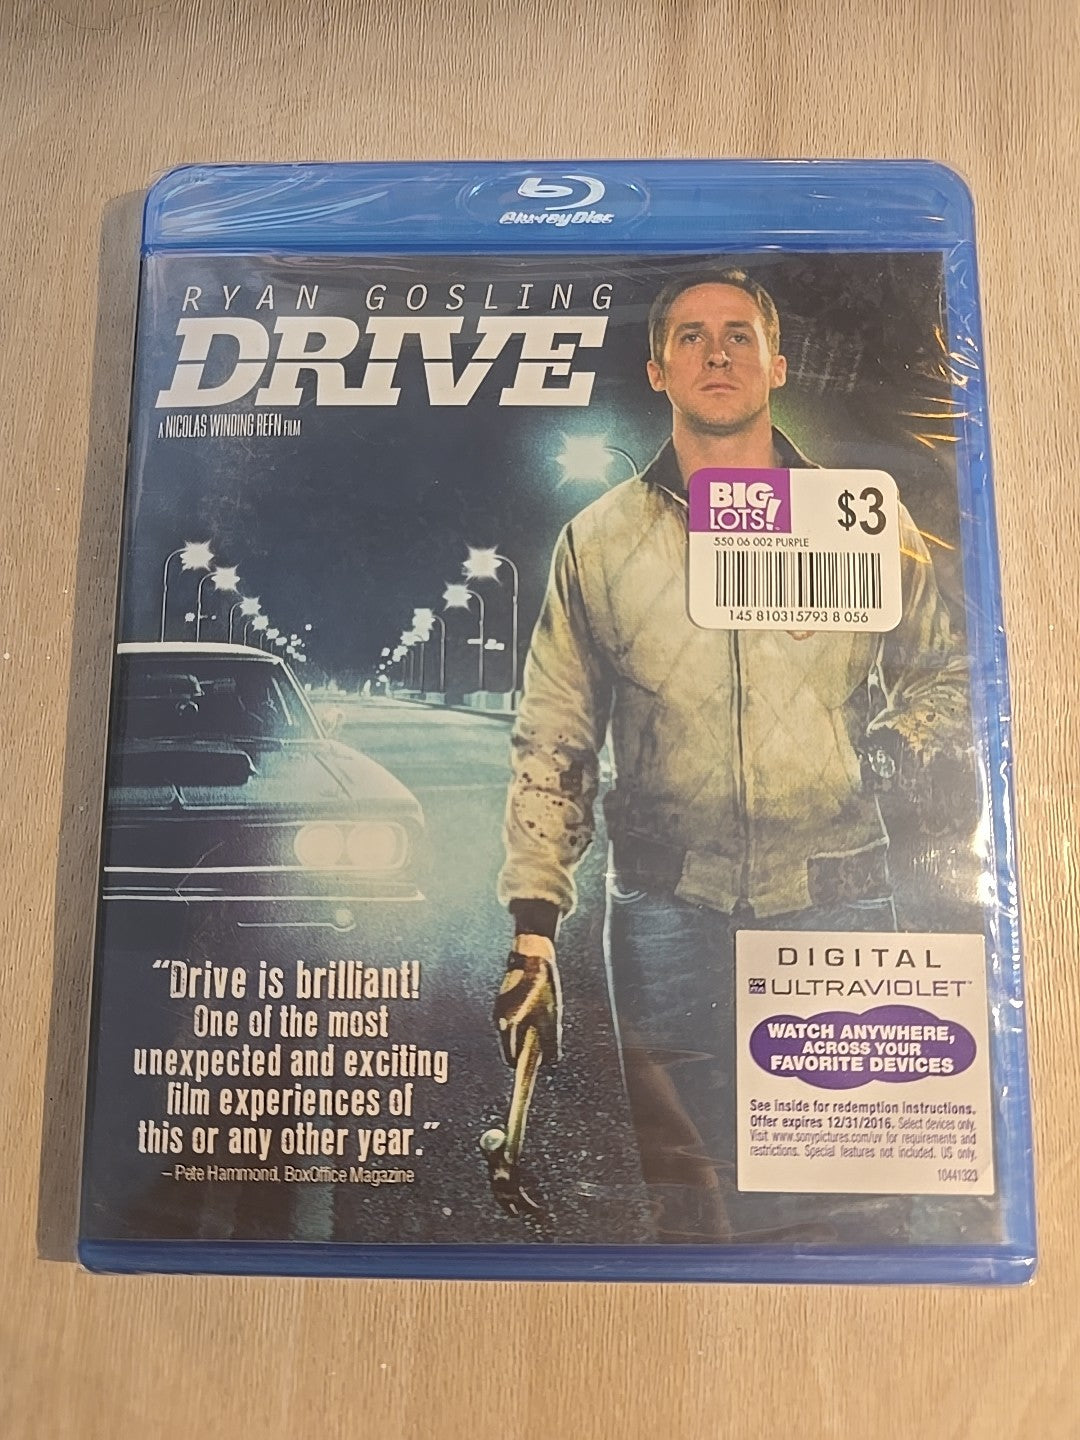 Blu-ray Disc
RYAN GOSLING
DRIVE
A NICOLAS WINDING REFN FILM
BIG
LOTS!
$3
550 06 002 PURPLE
145 810315793 8 056
"Drive is brilliant!
One of the most
unexpected and exciting
film experiences of
this or any other year."
– Pete Hammond, BoxOffice Magazine
DIGITAL
ULTRAVIOLET™
WATCH ANYWHERE,
ACROSS YOUR
FAVORITE DEVICES
See inside for redemption instructions.
Offer expires 12/31/2016. Select devices only.
Visit www.sonypictures.com/uv for requirements and
restrictions. Special features not included. US only.
10441323